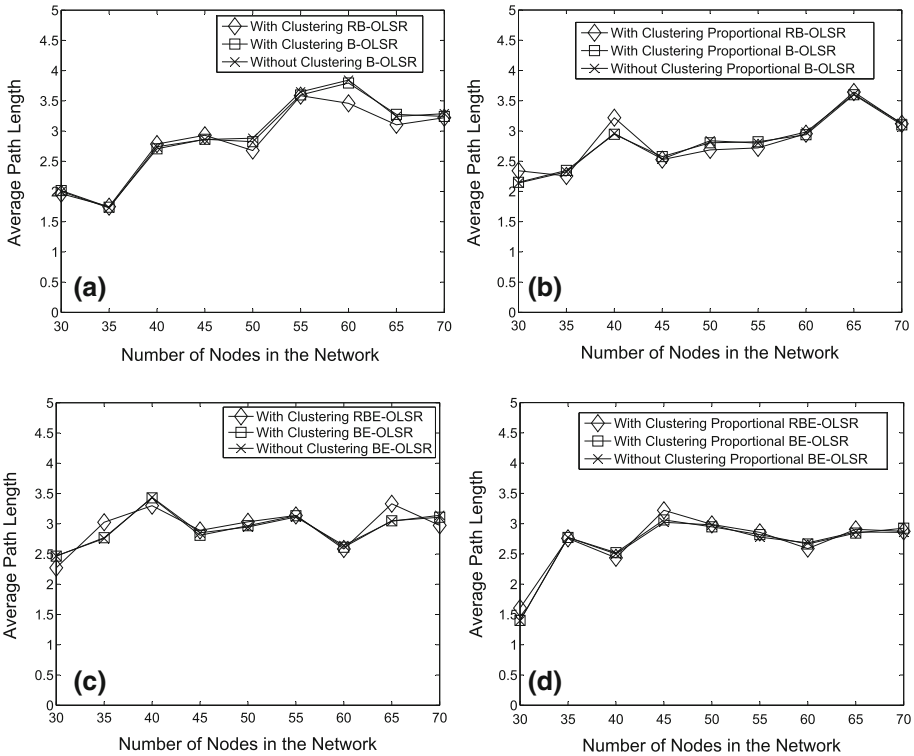 5
4.5
4
3.5
3
2.5
2
1.5
1
0.5
0
Average Path Length
With Clustering RB-OLSR
With Clustering B-OLSR
Without Clustering B-OLSR
(a)
30 35 40 45 50 55 60 65 70
Number of Nodes in the Network
5
4.5
4
3.5
3
2.5
2
1.5
1
0.5
0
Average Path Length
With Clustering Proportional RB-OLSR
With Clustering Proportional B-OLSR
Without Clustering Proportional B-OLSR
(b)
30 35 40 45 50 55 60 65 70
Number of Nodes in the Network
5
4.5
4
3.5
3
2.5
2
1.5
1
0.5
0
Average Path Length
With Clustering RBE-OLSR
With Clustering BE-OLSR
Without Clustering BE-OLSR
(c)
30 35 40 45 50 55 60 65 70
Number of Nodes in the Network
5
4.5
4
3.5
3
2.5
2
1.5
1
0.5
0
Average Path Length
With Clustering Proportional RBE-OLSR
With Clustering Proportional BE-OLSR
Without Clustering Proportional BE-OLSR
(d)
30 35 40 45 50 55 60 65 70
Number of Nodes in the Network